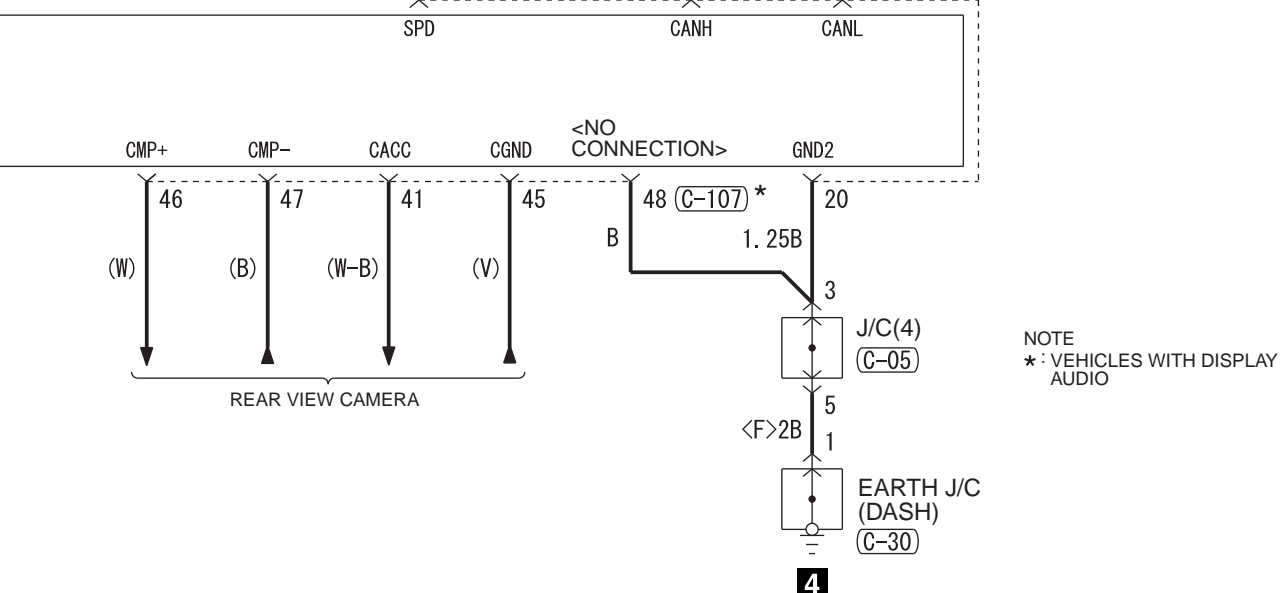 SPD CANH CANL
<NO
CONNECTION>
CMP+ CMP- CACC CGND GND2
46 47 41 45 48 (C-107) * 20
B 1.25B
(W) (B) (W-B) (V)
3
J/C(4)
(C-05)
NOTE
*: VEHICLES WITH DISPLAY
AUDIO
REAR VIEW CAMERA
5
<F>2B
1
EARTH J/C
(DASH)
(C-30)
4